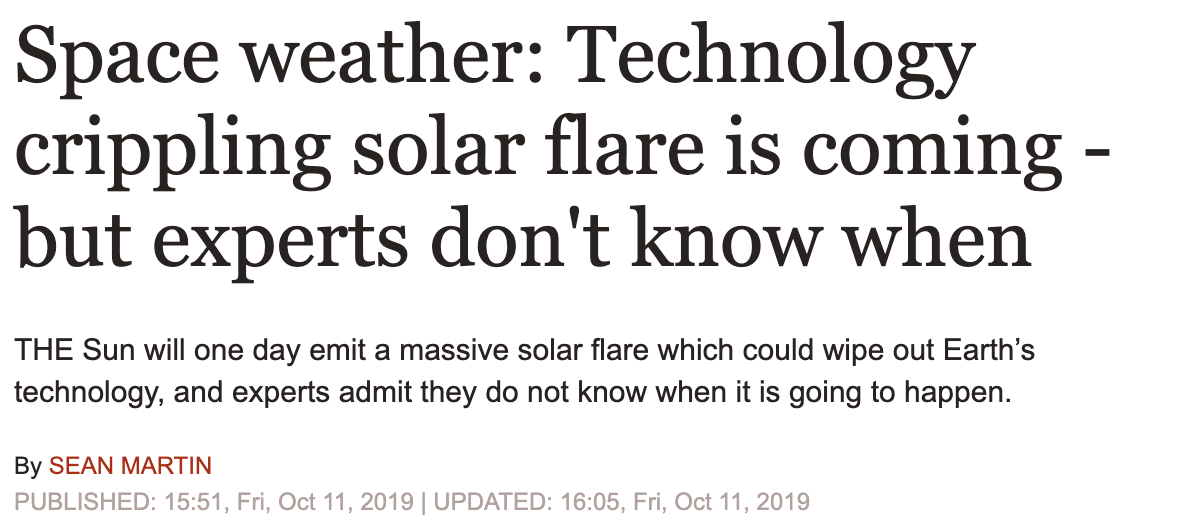 Space weather: Technology
crippling solar flare is coming -
but experts don't know when
THE Sun will one day emit a massive solar flare which could wipe out Earth’s
technology, and experts admit they do not know when it is going to happen.
By SEAN MARTIN
PUBLISHED: 15:51, Fri, Oct 11, 2019 | UPDATED: 16:05, Fri, Oct 11, 2019